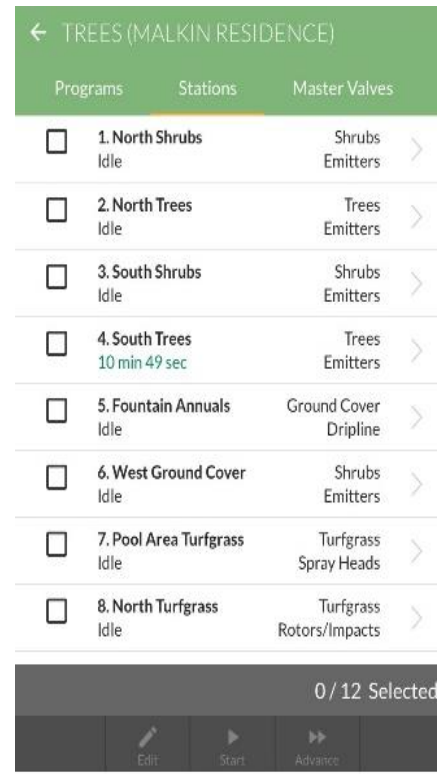 TREES (MALKIN RESIDENCE)
Programs Stations Master Valves
1. North Shrubs Shrubs
Idle Emitters
2. North Trees Trees
Idle Emitters
3. South Shrubs Shrubs
Idle Emitters
4. South Trees Trees
10 min 49 sec Emitters
5. Fountain Annuals Ground Cover
Idle Dripline
6. West Ground Cover Shrubs
Idle Emitters
7. Pool Area Turfgrass Turfgrass
Idle Spray Heads
8. North Turfgrass Turfgrass
Idle Rotors/Impacts
0 / 12 Selected
Edit Start Advance